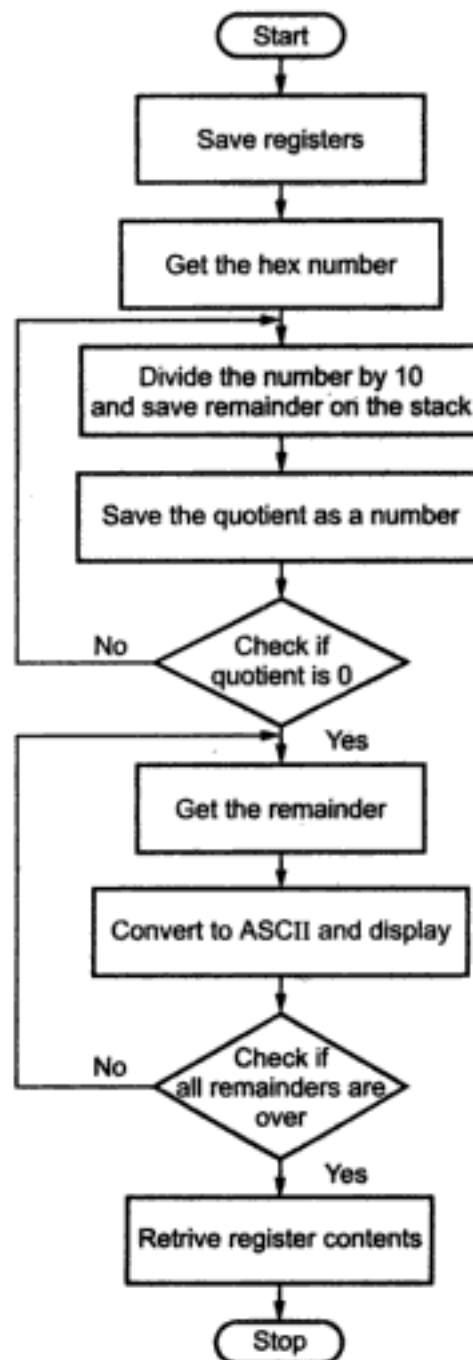 Start
Save registers
Get the hex number
Divide the number by 10
and save remainder on the stack
Save the quotient as a number
No
Check if
quotient is 0
Yes
Get the remainder
Convert to ASCII and display
No
Check if
all remainders are
over
Yes
Retrive register contents
Stop